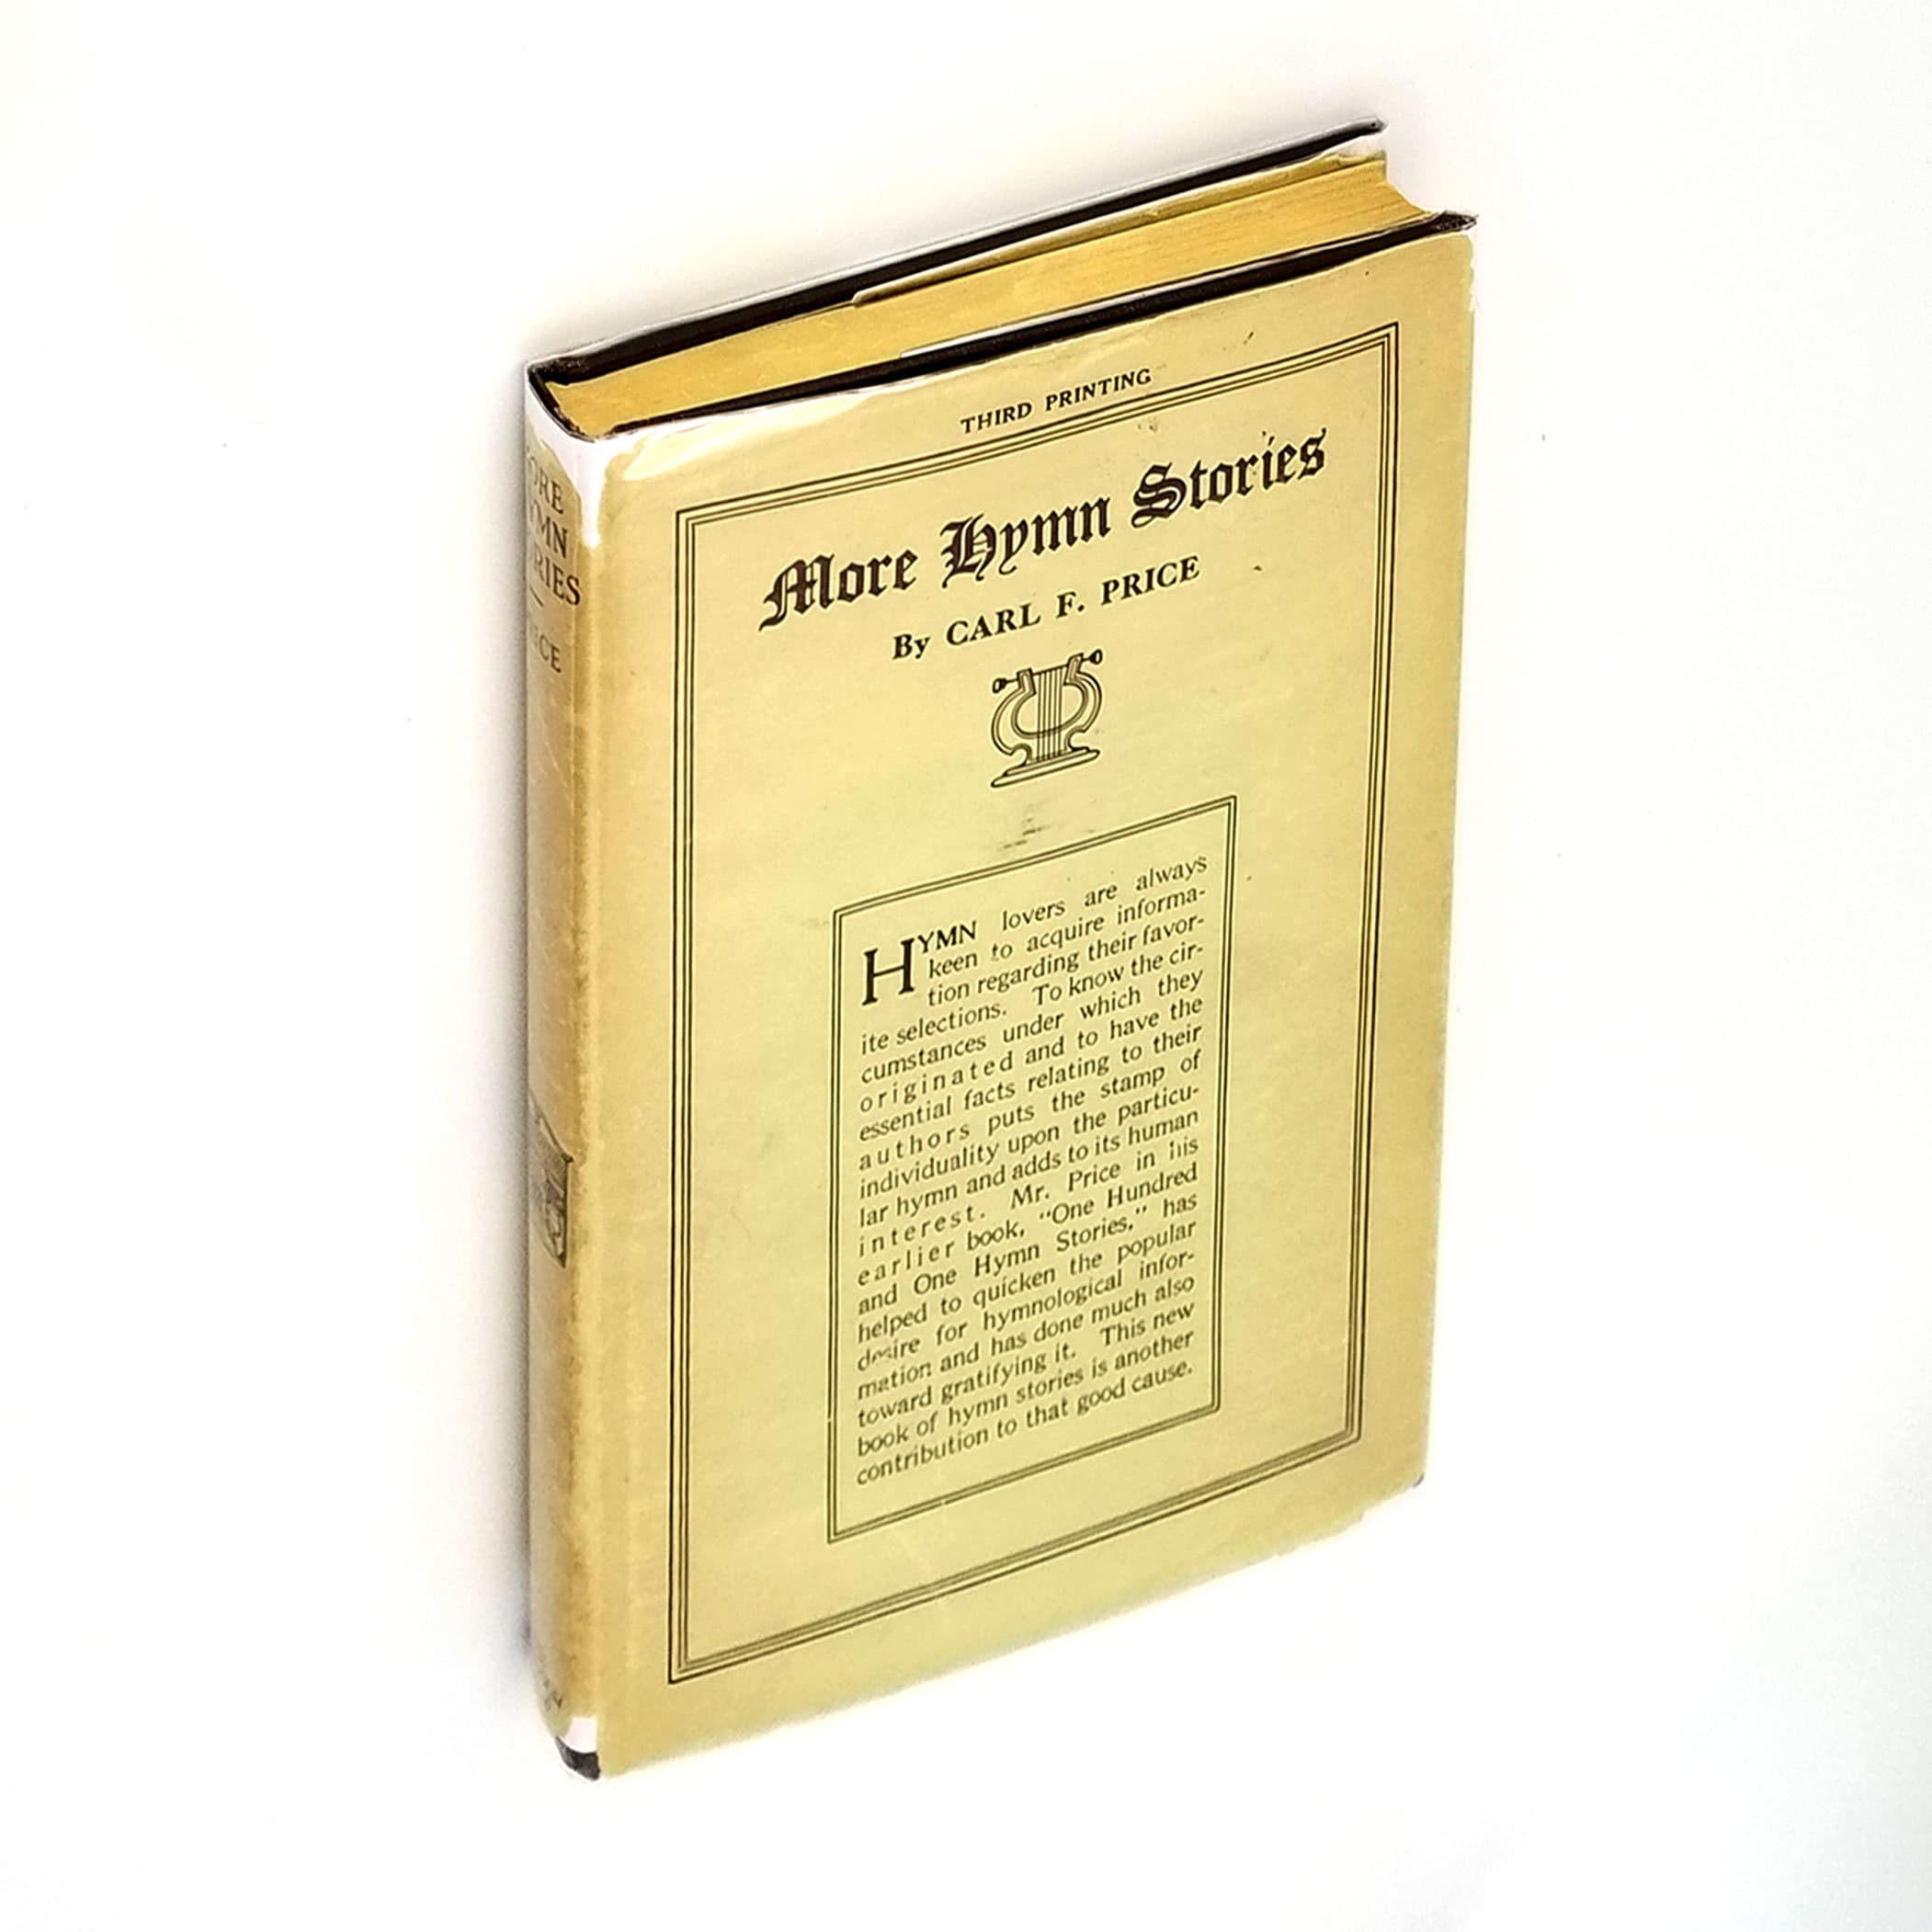 THIRD PRINTING
More Hymn Stories
By CARL F. PRICE
HYMN lovers are always
keen to acquire informa-
tion regarding their favor-
ite selections. To know the cir-
cumstances under which they
originated and to have the
essential facts relating to their
authors puts the stamp of
individuality upon the particu-
lar hymn and adds to its human
interest. Mr. Price in his
earlier book, "One Hundred
and One Hymn Stories," has
helped to quicken the popular
desire for hymnological infor-
mation and has done much also
toward gratifying it. This new
book of hymn stories is another
contribution to that good cause.
ORE
YMN
RIES
ICE